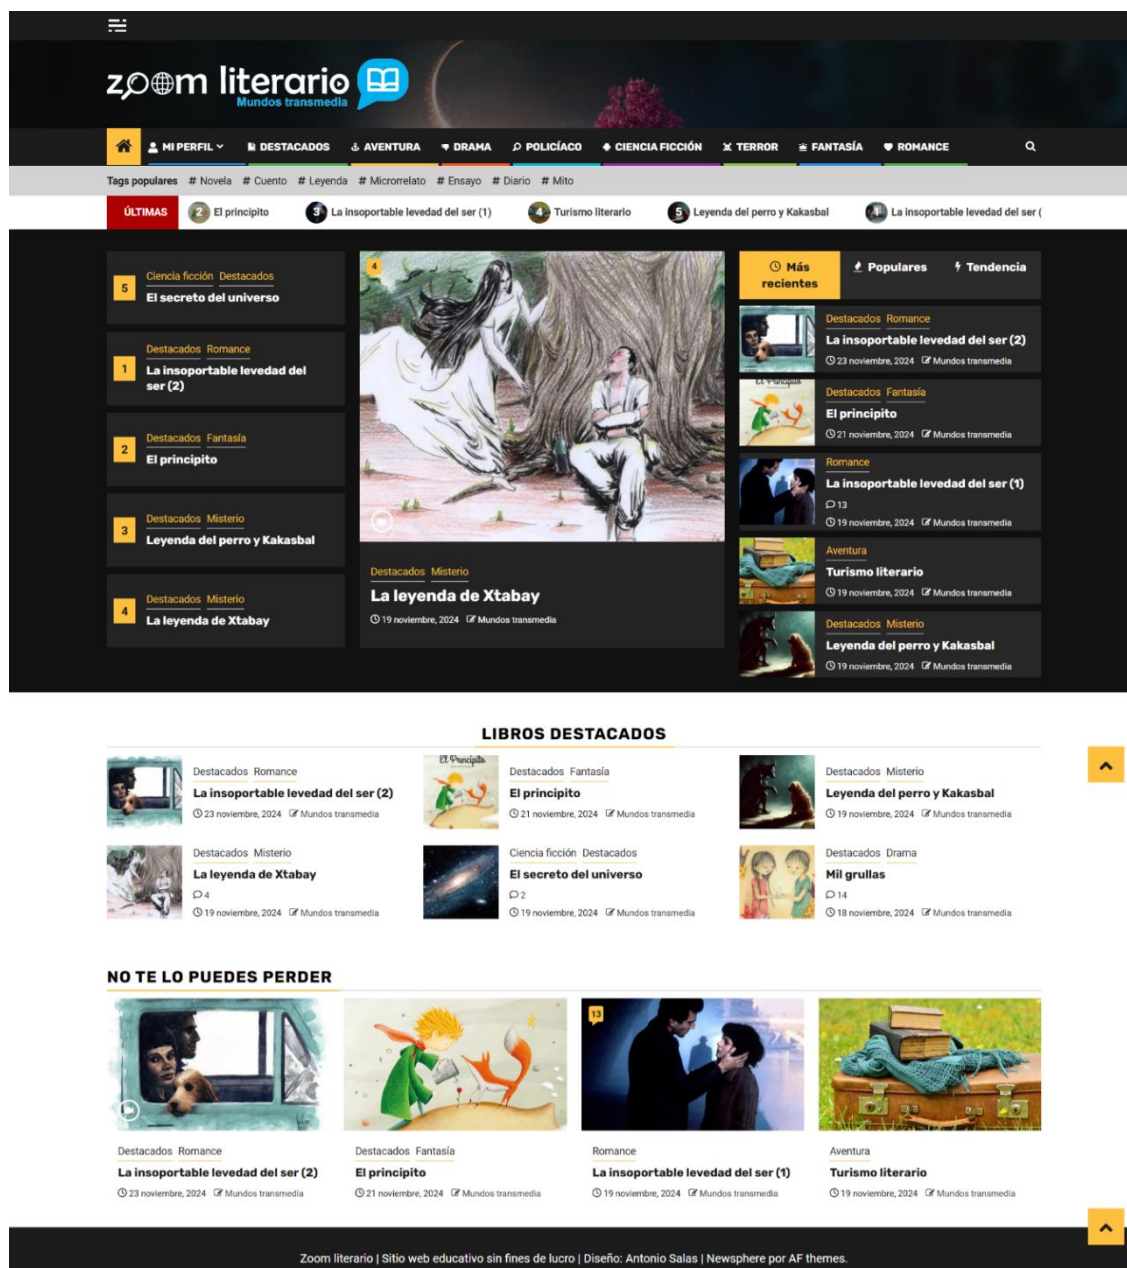 zoom literario
Mundos transmedia
MI PERFIL DESTACADOS AVENTURA DRAMA POLICÍACO CIENCIA FICCIÓN TERROR FANTASÍA ROMANCE
Tags populares # Novela # Cuento # Leyenda # Microrrelato # Ensayo # Diario # Mito
ÚLTIMAS 2 El principito 3 La insoportable levedad del ser (1) 4 Turismo literario 5 Leyenda del perro y Kakasbal 1 La insoportable levedad del ser (
5
Ciencia ficción Destacados
El secreto del universo
1
Destacados Romance
La insoportable levedad del
ser (2)
2
Destacados Fantasía
El principito
3
Destacados Misterio
Leyenda del perro y Kakasbal
4
Destacados Misterio
La leyenda de Xtabay
4
Destacados Misterio
La leyenda de Xtabay
19 noviembre, 2024 Mundos transmedia
Más
recientes
Populares
Tendencia
Destacados Romance
La insoportable levedad del ser (2)
23 noviembre, 2024 Mundos transmedia
El Principito
Destacados Fantasía
El principito
21 noviembre, 2024 Mundos transmedia
Romance
La insoportable levedad del ser (1)
13
19 noviembre, 2024 Mundos transmedia
Aventura
Turismo literario
19 noviembre, 2024 Mundos transmedia
Destacados Misterio
Leyenda del perro y Kakasbal
19 noviembre, 2024 Mundos transmedia
LIBROS DESTACADOS
Destacados Romance
La insoportable levedad del ser (2)
23 noviembre, 2024 Mundos transmedia
El Principito
Destacados Fantasía
El principito
21 noviembre, 2024 Mundos transmedia
Destacados Misterio
Leyenda del perro y Kakasbal
19 noviembre, 2024 Mundos transmedia
Destacados Misterio
La leyenda de Xtabay
4
19 noviembre, 2024 Mundos transmedia
Ciencia ficción Destacados
El secreto del universo
2
19 noviembre, 2024 Mundos transmedia
Destacados Drama
Mil grullas
14
18 noviembre, 2024 Mundos transmedia
NO TE LO PUEDES PERDER
Destacados Romance
La insoportable levedad del ser (2)
23 noviembre, 2024 Mundos transmedia
Destacados Fantasía
El principito
21 noviembre, 2024 Mundos transmedia
13
Romance
La insoportable levedad del ser (1)
19 noviembre, 2024 Mundos transmedia
Aventura
Turismo literario
19 noviembre, 2024 Mundos transmedia
Zoom literario | Sitio web educativo sin fines de lucro | Diseño: Antonio Salas | Newsphere por AF themes.